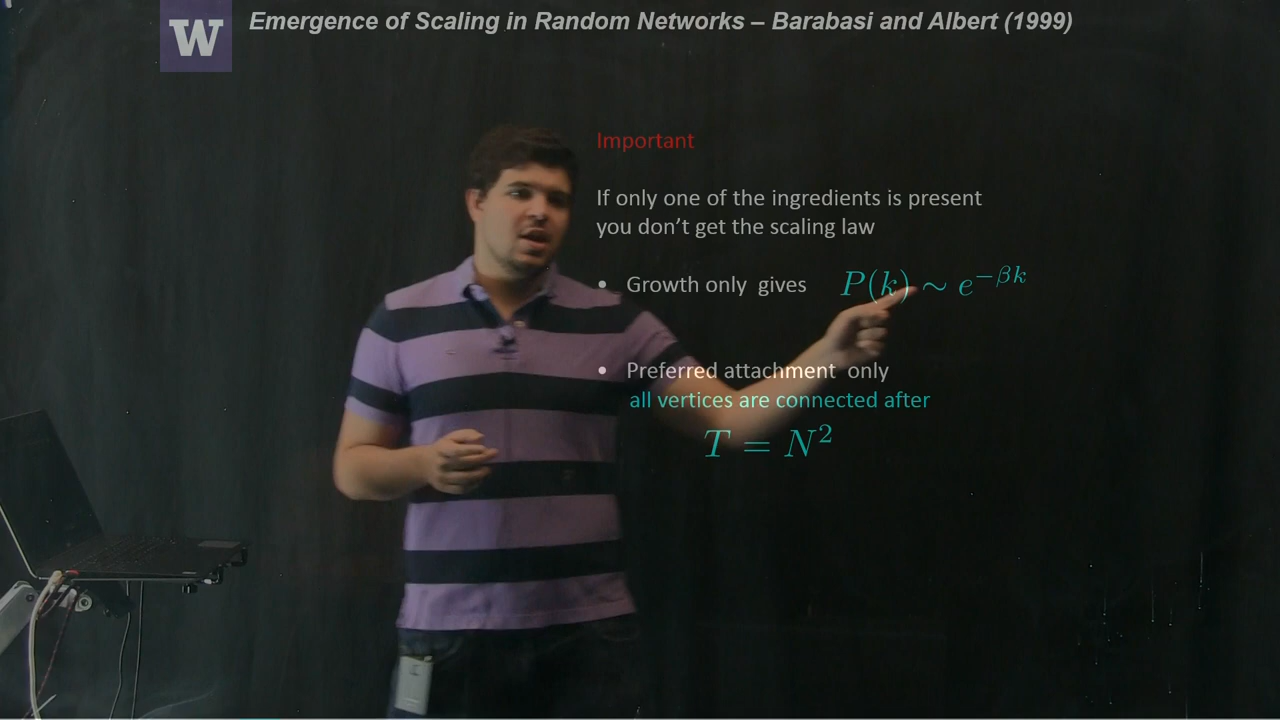 W
Emergence of Scaling in Random Networks – Barabasi and Albert (1999)
Important
If only one of the ingredients is present
you don't get the scaling law
• Growth only gives P(k) ∼ e^{−βk}
• Preferred attachment only
all vertices are connected after
T = N²